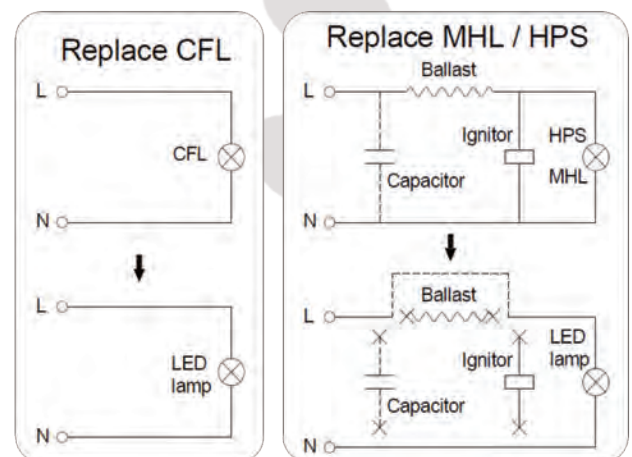 Replace CFL
L
CFL
N
L
LED
lamp
N
Replace MHL / HPS
Ballast
L
Ignitor
HPS
Capacitor
MHL
N
Ballast
L
LED
lamp
Ignitor
Capacitor
N